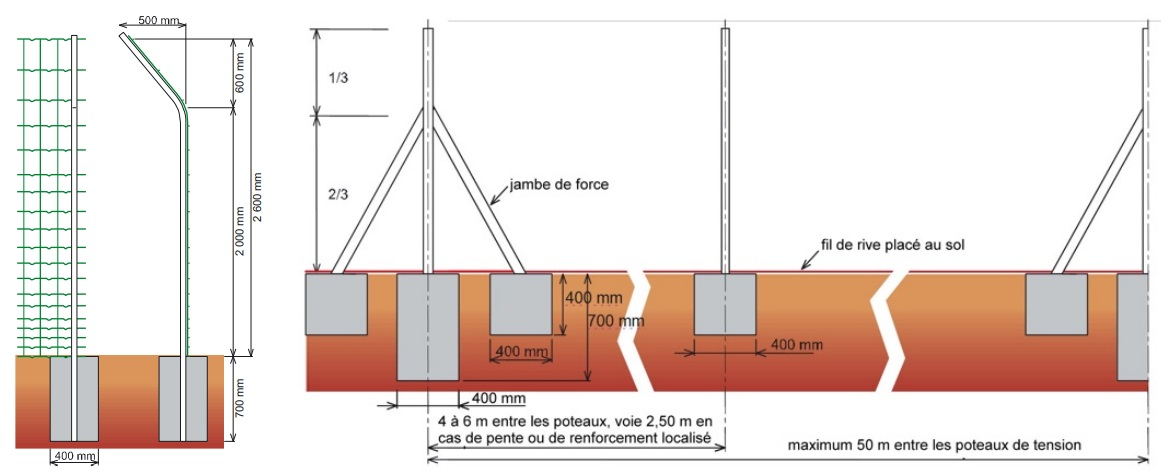 500 mm
600 mm
2 000 mm
2 600 mm
700 mm
400 mm
1/3
2/3
jambe de force
fil de rive placé au sol
400 mm
700 mm
400 mm
400 mm
400 mm
4 à 6 m entre les poteaux, voie 2,50 m en
cas de pente ou de renforcement localisé
maximum 50 m entre les poteaux de tension